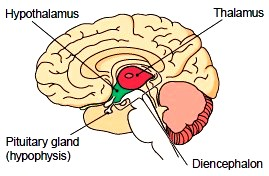 Hypothalamus
Thalamus
Pituitary gland
(hypophysis)
Diencephalon